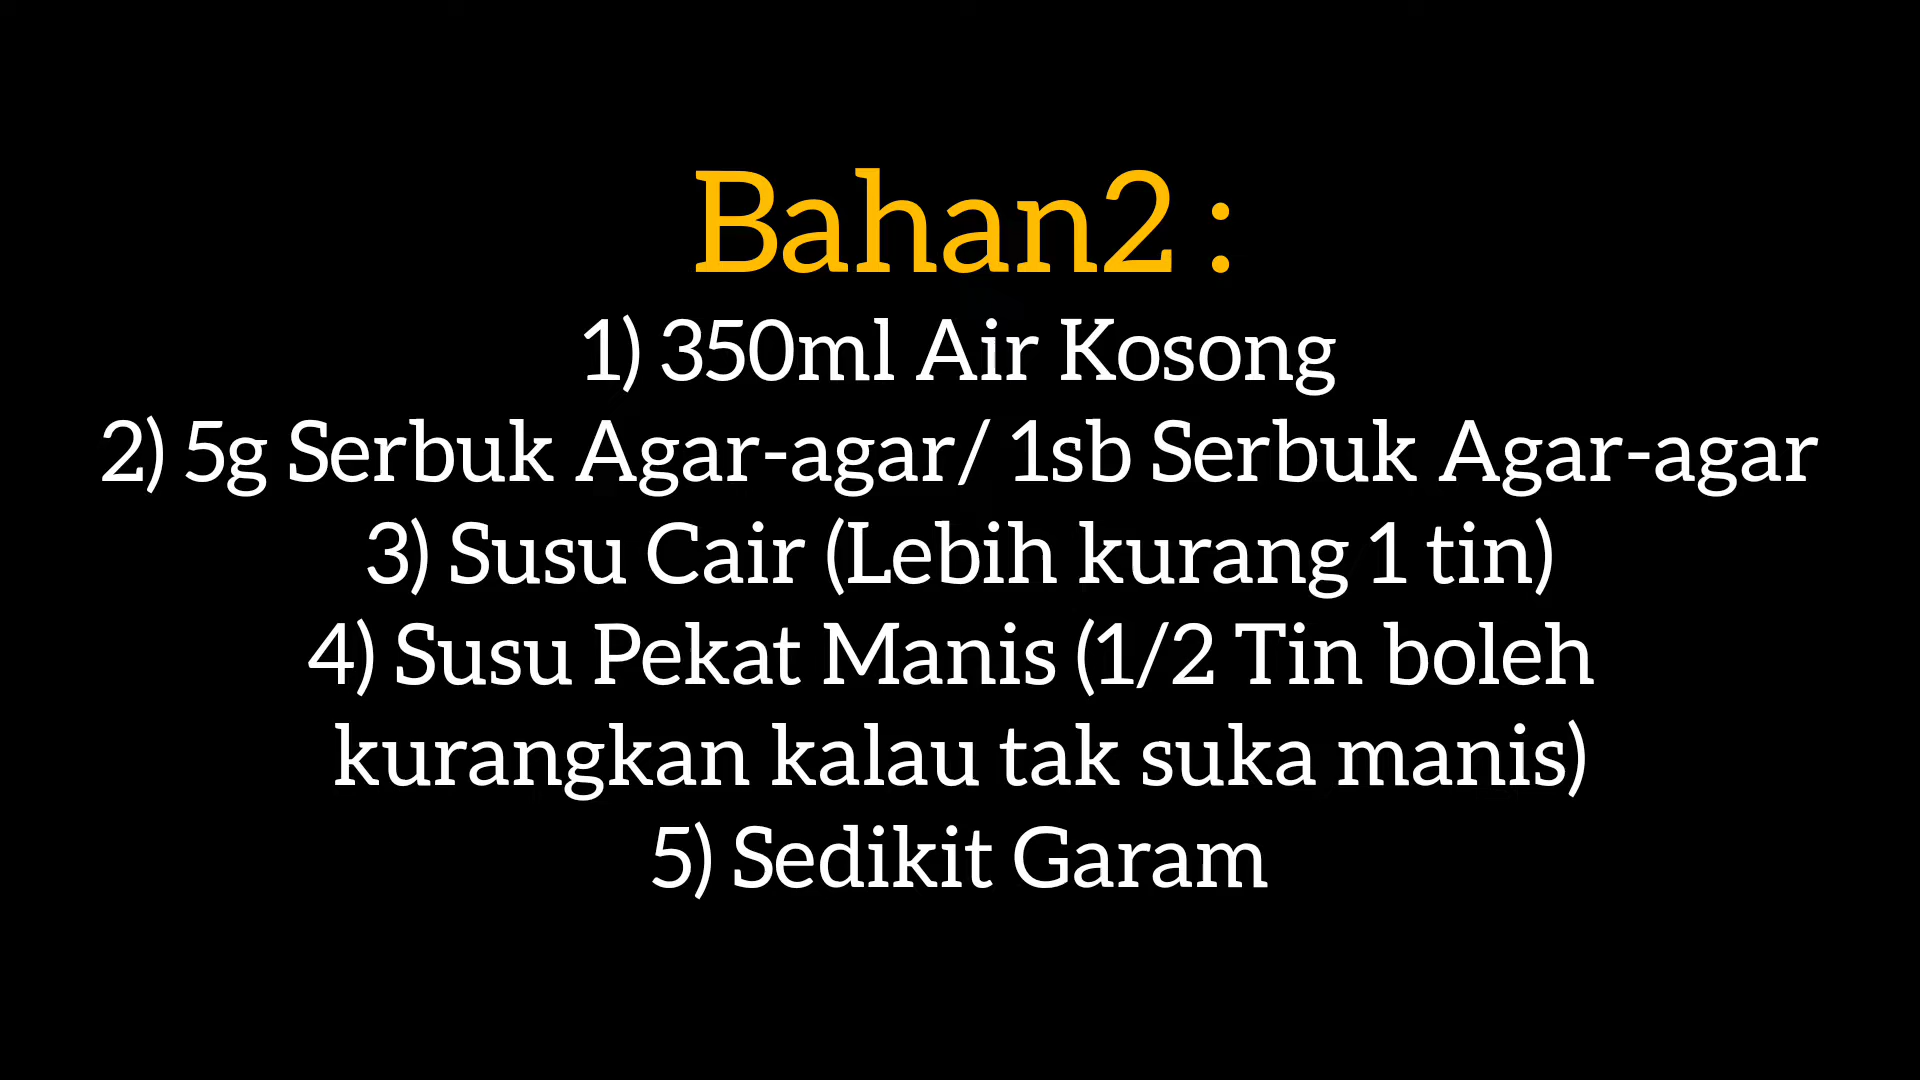 Bahan2 :
1) 350ml Air Kosong
2) 5g Serbuk Agar-agar/ 1sb Serbuk Agar-agar
3) Susu Cair (Lebih kurang 1 tin)
4) Susu Pekat Manis (1/2 Tin boleh
kurangkan kalau tak suka manis)
5) Sedikit Garam